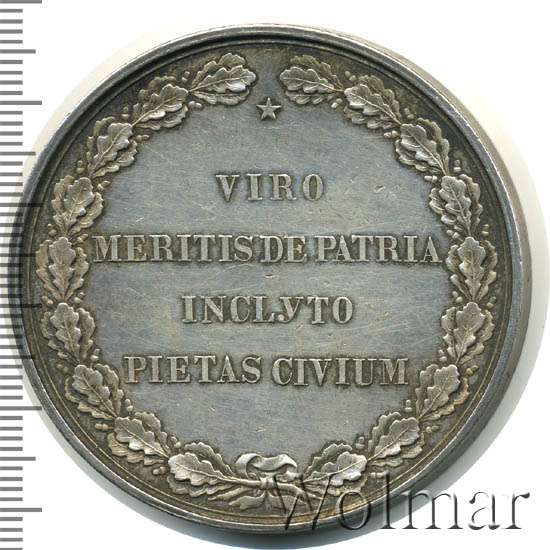 VIRO
MERITIS DE PATRIA
INCLYTO
PIETAS CIVIUM
Wolmar